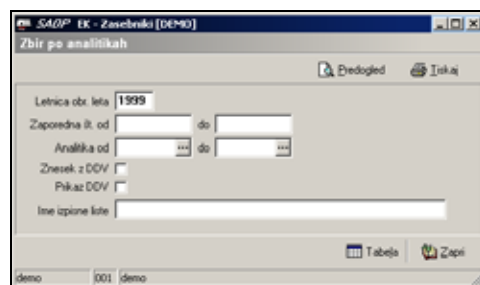 SAOP EK - Zasebniki [DEMO]
Zbir po analitikah
Predogled Tiskaj
Letnica obr. leta 1999
Zaporedna št. od do
Analitika od ... do ...
Znesek z DDV
Prikaz DDV
Ime izpisne liste
Tabela Zapri
demo 001 demo